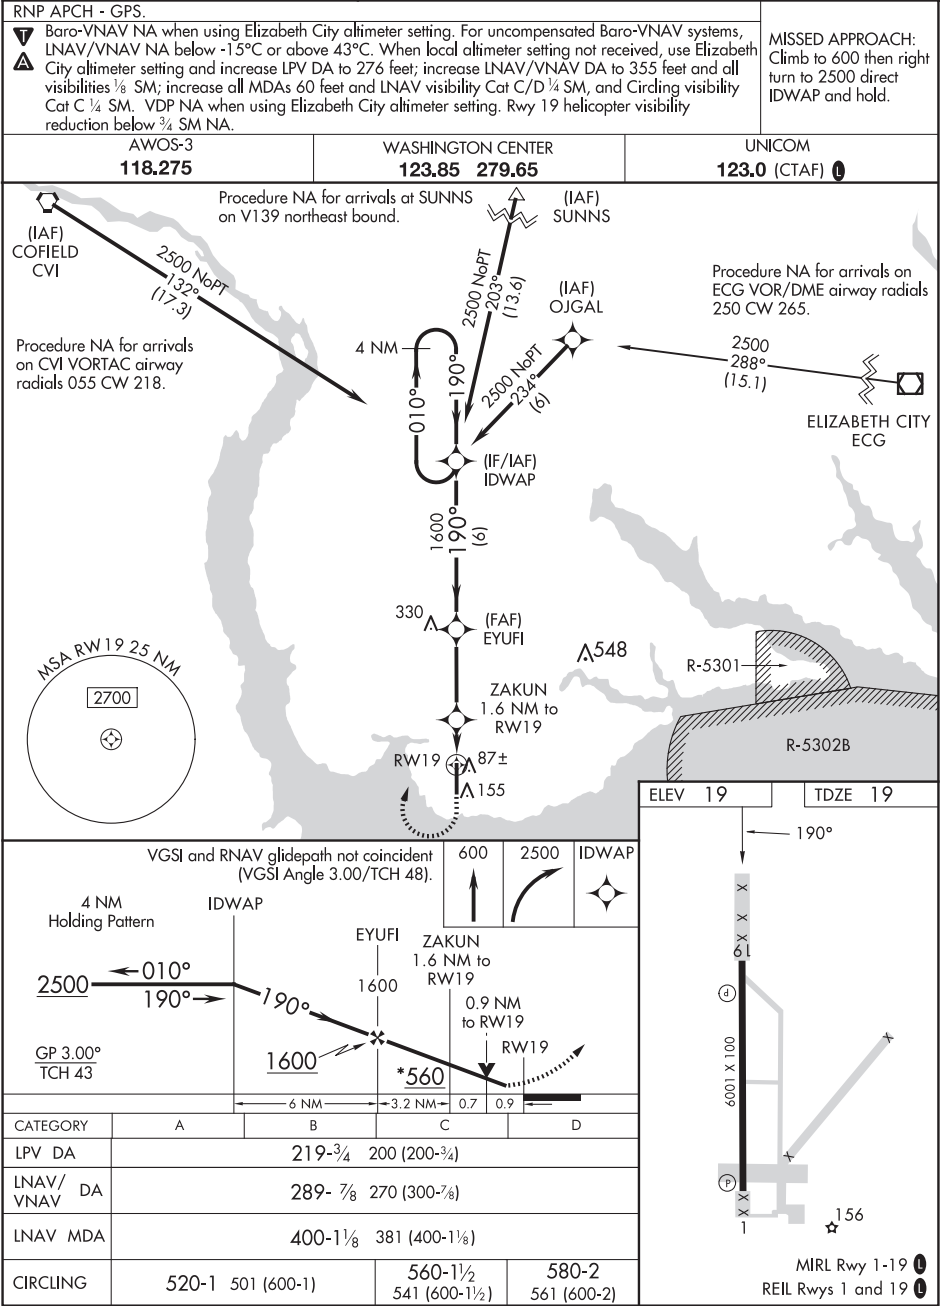 RNP APCH - GPS.
T
A
Baro-VNAV NA when using Elizabeth City altimeter setting. For uncompensated Baro-VNAV systems,
LNAV/VNAV NA below -15°C or above 43°C. When local altimeter setting not received, use Elizabeth
City altimeter setting and increase LPV DA to 276 feet; increase LNAV/VNAV DA to 355 feet and all
visibilities ⅛ SM; increase all MDAs 60 feet and LNAV visibility Cat C/D ¼ SM, and Circling visibility
Cat C ¼ SM. VDP NA when using Elizabeth City altimeter setting. Rwy 19 helicopter visibility
reduction below ¾ SM NA.
MISSED APPROACH:
Climb to 600 then right
turn to 2500 direct
IDWAP and hold.
AWOS-3
118.275
WASHINGTON CENTER
123.85 279.65
UNICOM
123.0 (CTAF) L
(IAF)
COFIELD
CVI
2500 NoPT
132°
(17.3)
Procedure NA for arrivals
on CVI VORTAC airway
radials 055 CW 218.
Procedure NA for arrivals at SUNNS
on V139 northeast bound.
(IAF)
SUNNS
2500 NoPT
203°
(13.6)
(IAF)
OJGAL
2500 NoPT
234°
(6)
Procedure NA for arrivals on
ECG VOR/DME airway radials
250 CW 265.
2500
288°
(15.1)
ELIZABETH CITY
ECG
4 NM
010°
190°
(IF/IAF)
IDWAP
1600
190°
(6)
330
(FAF)
EYUFI
548
R-5301
R-5302B
ZAKUN
1.6 NM to
RW19
RW19
87±
155
MSA RW19 25 NM
2700
ELEV 19
TDZE 19
190°
19
P
6001 X 100
P
1
156
MIRL Rwy 1-19 L
REIL Rwys 1 and 19 L
VGSI and RNAV glidepath not coincident
(VGSI Angle 3.00/TCH 48).
600
2500
IDWAP
4 NM
Holding Pattern
IDWAP
EYUFI
1600
ZAKUN
1.6 NM to
RW19
0.9 NM
to RW19
RW19
2500
010°
190°
190°
1600
*560
GP 3.00°
TCH 43
6 NM
3.2 NM
0.7
0.9
CATEGORY A B C D
LPV DA 219-¾ 200 (200-¾)
LNAV/
VNAV DA 289-⅞ 270 (300-⅞)
LNAV MDA 400-1⅛ 381 (400-1⅛)
CIRCLING 520-1 501 (600-1)
560-1½
541 (600-1½)
580-2
561 (600-2)